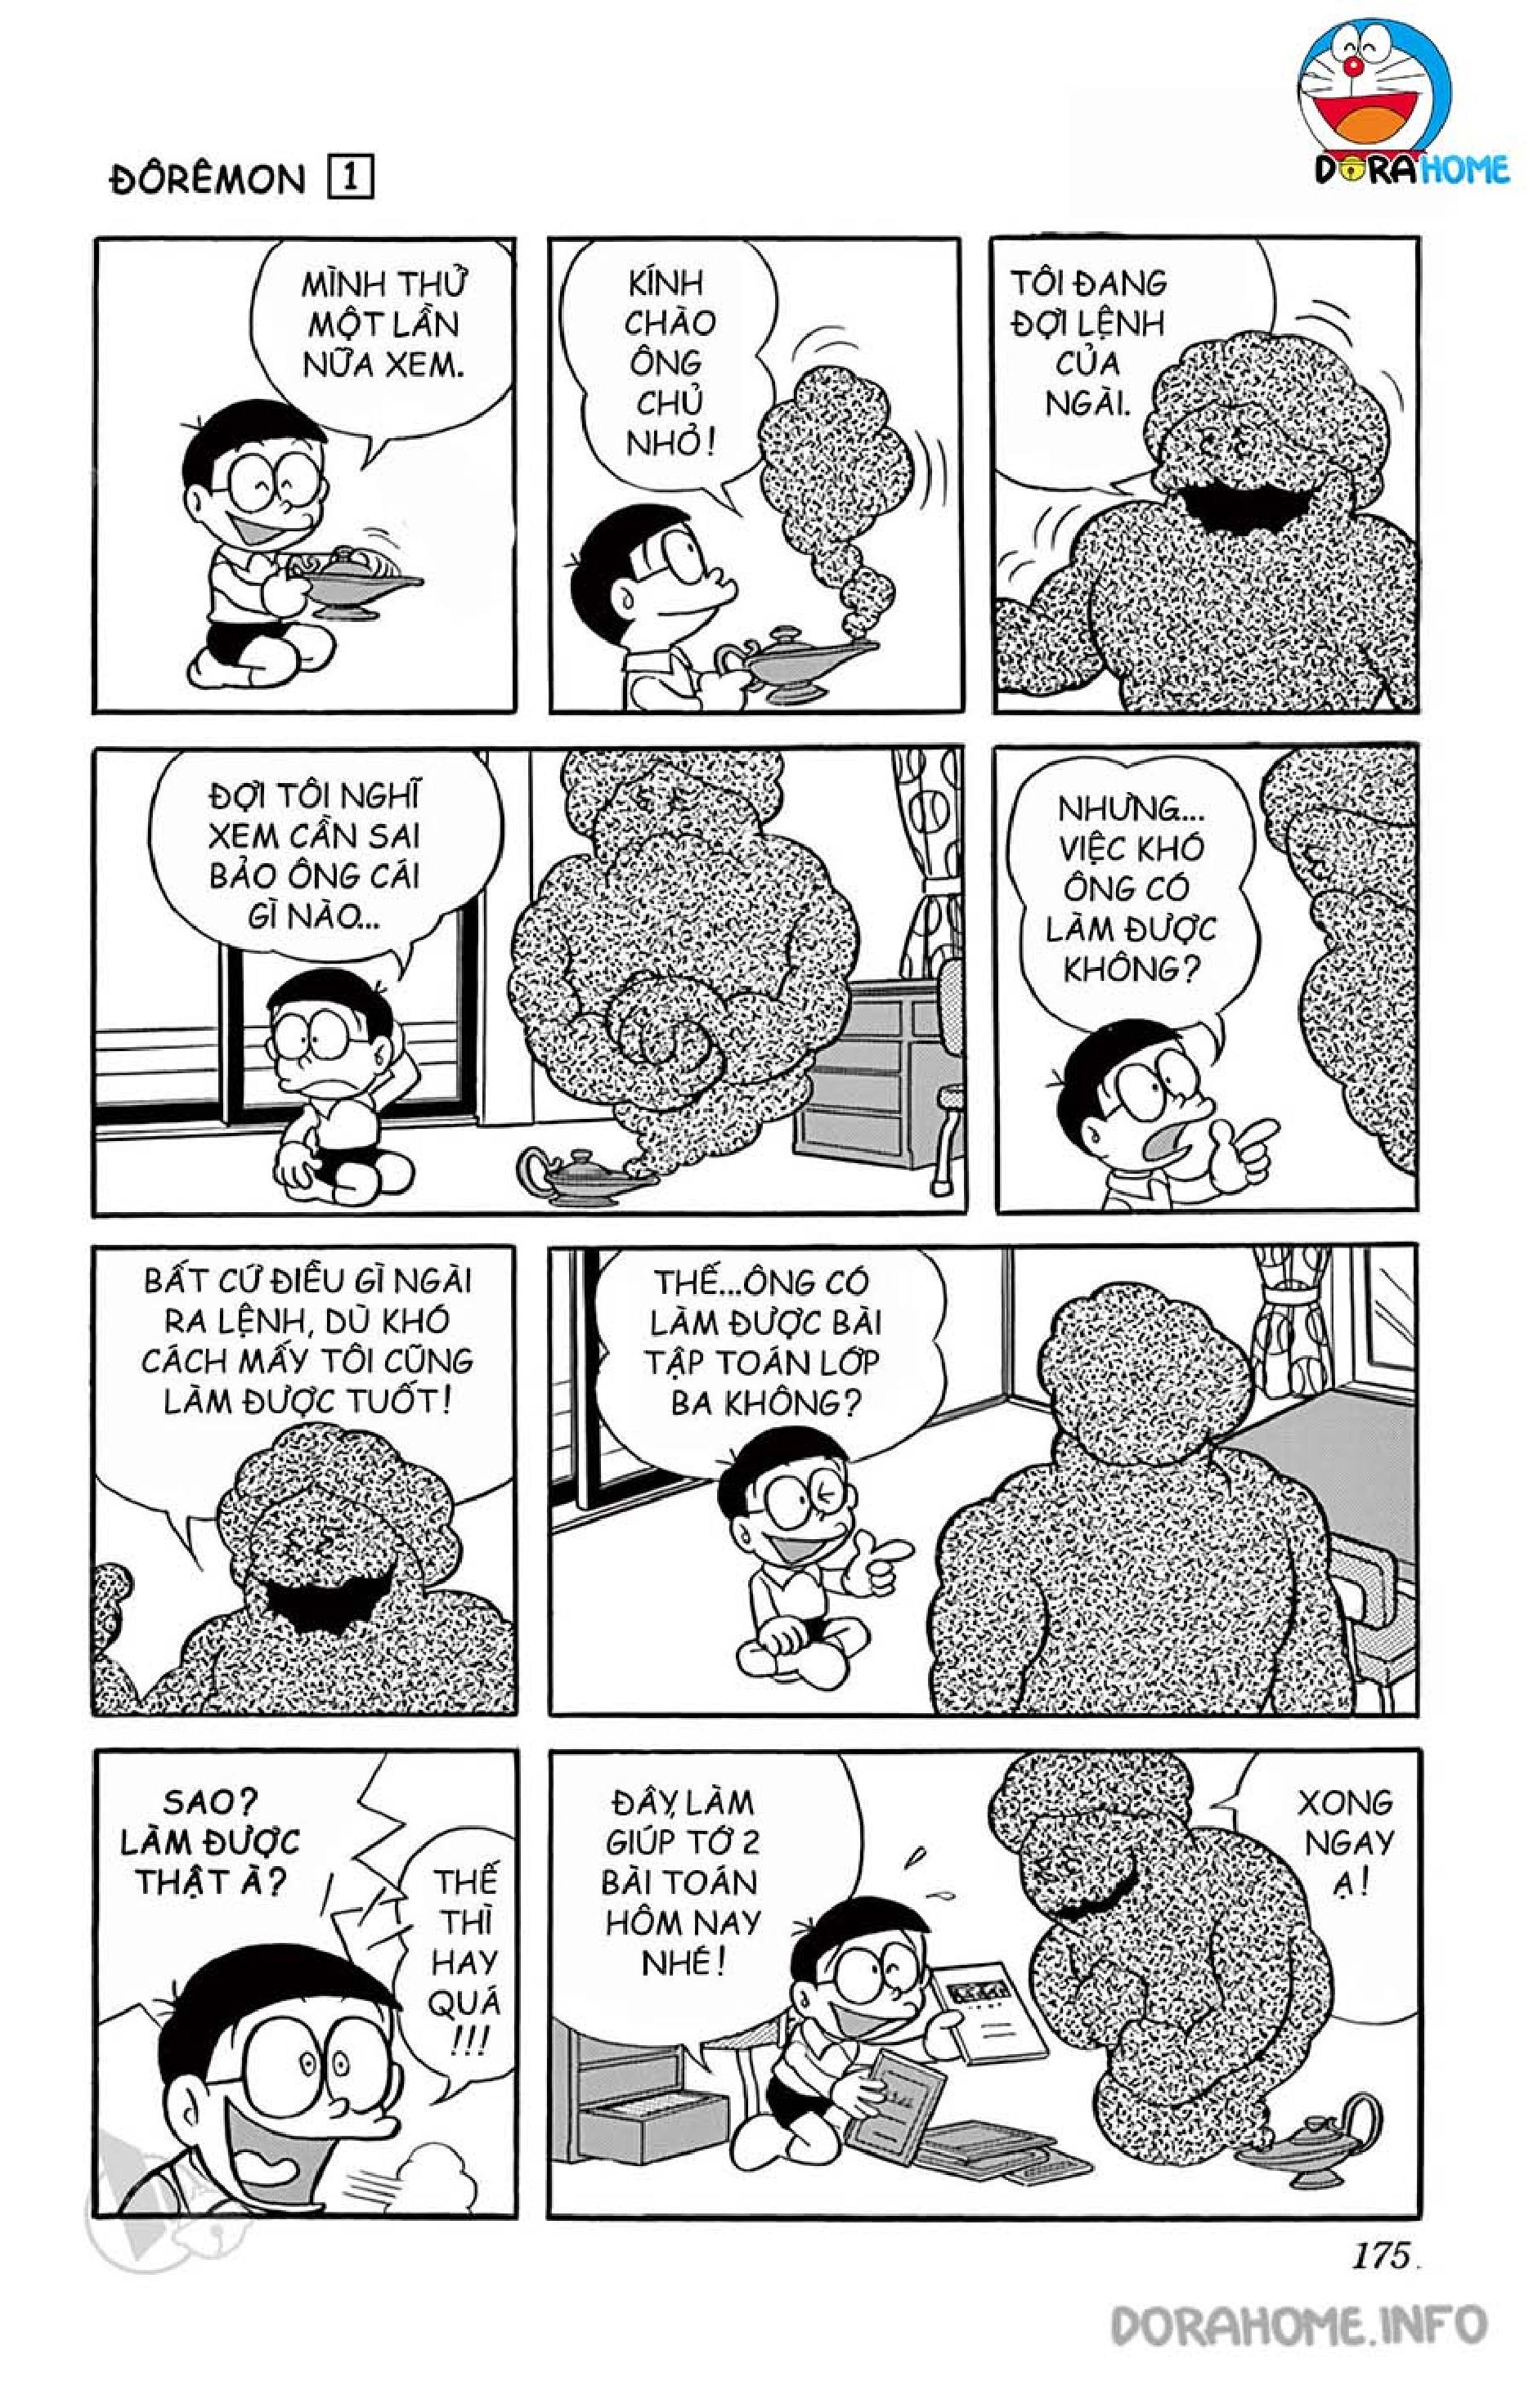 DORAHOME
ĐÔRÊMON 1
MÌNH THỬ
MỘT LẦN
NỮA XEM.
KÍNH
CHÀO
ÔNG
CHỦ
NHỎ!
TÔI ĐANG
ĐỢI LỆNH
CỦA
NGÀI.
ĐỢI TÔI NGHĨ
XEM CẦN SAI
BẢO ÔNG CÁI
GÌ NÀO...
NHƯNG...
VIỆC KHÓ
ÔNG CÓ
LÀM ĐƯỢC
KHÔNG?
BẤT CỨ ĐIỀU GÌ NGÀI
RA LỆNH, DÙ KHÓ
CÁCH MẤY TÔI CŨNG
LÀM ĐƯỢC TUỐT!
THẾ...ÔNG CÓ
LÀM ĐƯỢC BÀI
TẬP TOÁN LỚP
BA KHÔNG?
SAO?
LÀM ĐƯỢC
THẬT À?
THẾ
THÌ
HAY
QUÁ
!!!
ĐÂY, LÀM
GIÚP TỚ 2
BÀI TOÁN
HÔM NAY
NHÉ!
XONG
NGAY
Ạ!
175
DORAHOME.INFO